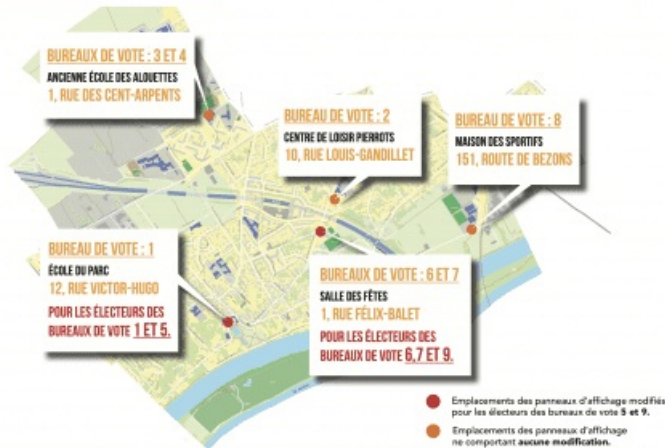 BUREAUX DE VOTE : 3 ET 4
ANCIENNE ÉCOLE DES ALOUETTES
1, RUE DES CENT-ARPENTS
BUREAU DE VOTE : 2
CENTRE DE LOISIR PIERROTS
10, RUE LOUIS-GANDILLET
BUREAU DE VOTE : 8
MAISON DES SPORTIFS
151, ROUTE DE BEZONS
BUREAU DE VOTE : 1
ÉCOLE DU PARC
12, RUE VICTOR-HUGO
POUR LES ÉLECTEURS DES
BUREAUX DE VOTE 1 ET 5.
BUREAUX DE VOTE : 6 ET 7
SALLE DES FÊTES
1, RUE FÉLIX-BALET
POUR LES ÉLECTEURS DES
BUREAUX DE VOTE 6,7 ET 9.
Emplacements des panneaux d'affichage modifiés
pour les électeurs des bureaux de vote 5 et 9.
Emplacements des panneaux d'affichage
ne comportant aucune modification.